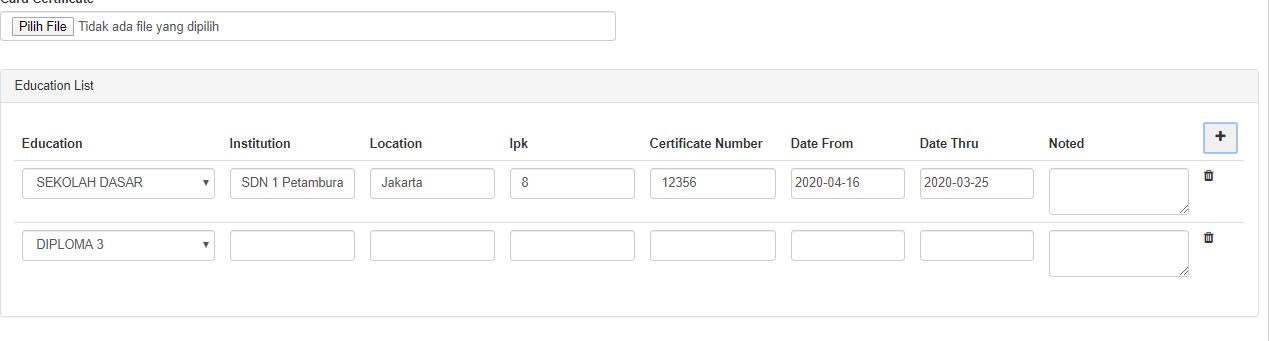 Card Certificate
Pilih File Tidak ada file yang dipilih
Education List
Education Institution Location Ipk Certificate Number Date From Date Thru Noted +
SEKOLAH DASAR SDN 1 Petambura Jakarta 8 12356 2020-04-16 2020-03-25
DIPLOMA 3